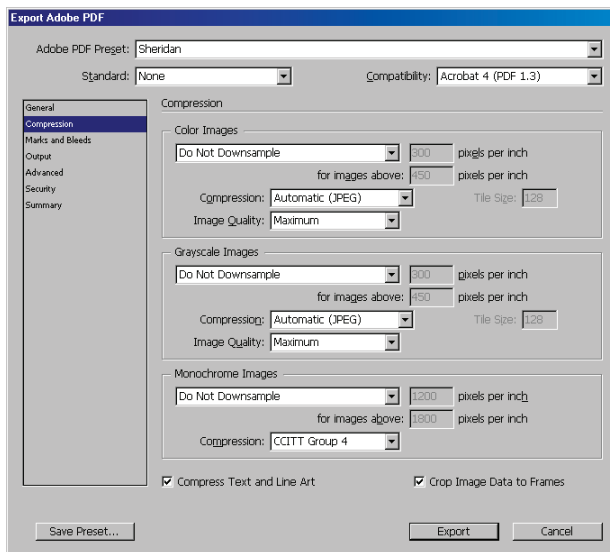 Export Adobe PDF
Adobe PDF Preset: Sheridan
Standard: None Compatibility: Acrobat 4 (PDF 1.3)
General
Compression
Marks and Bleeds
Output
Advanced
Security
Summary
Compression
Color Images
Do Not Downsample 300 pixels per inch
for images above: 450 pixels per inch
Compression: Automatic (JPEG) Tile Size: 128
Image Quality: Maximum
Grayscale Images
Do Not Downsample 300 pixels per inch
for images above: 450 pixels per inch
Compression: Automatic (JPEG) Tile Size: 128
Image Quality: Maximum
Monochrome Images
Do Not Downsample 1200 pixels per inch
for images above: 1800 pixels per inch
Compression: CCITT Group 4
Compress Text and Line Art Crop Image Data to Frames
Save Preset... Export Cancel